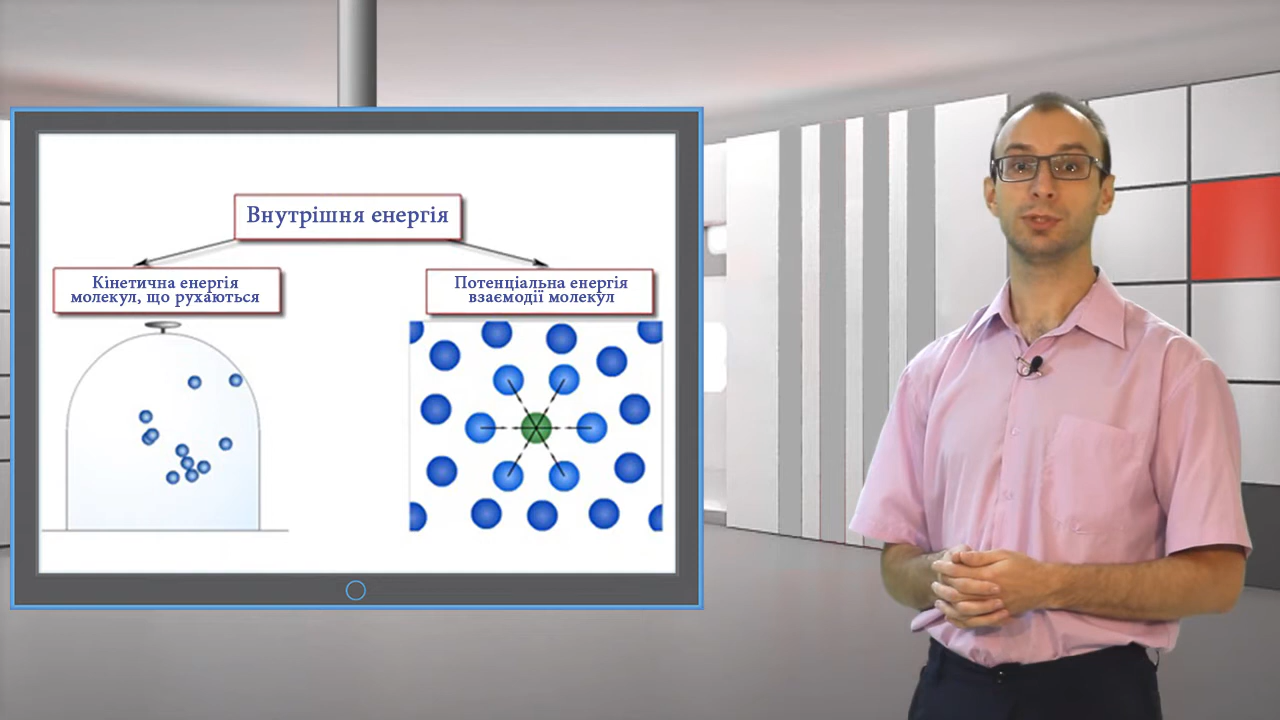 Внутрішня енергія
Кінетична енергія
молекул, що рухаються
Потенціальна енергія
взаємодії молекул